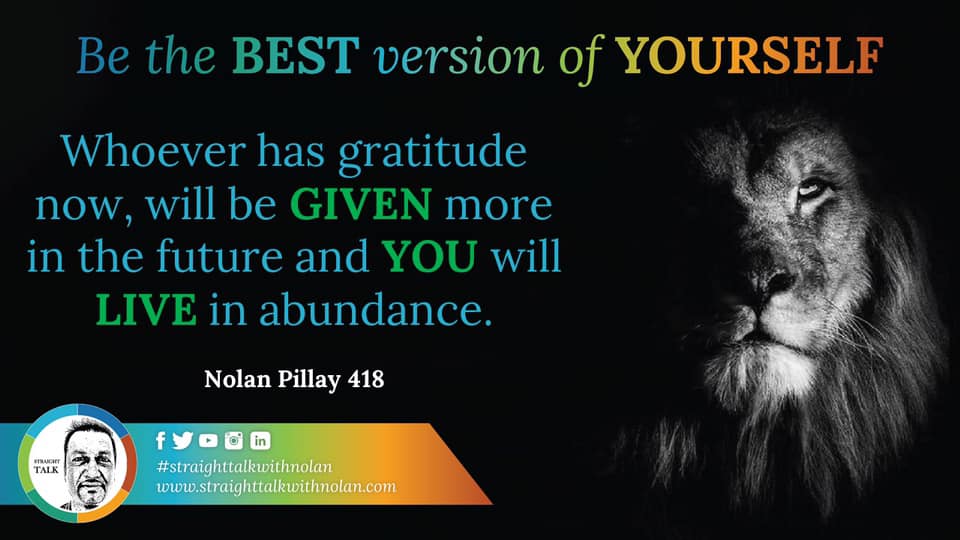 Be the BEST version of YOURSELF
Whoever has gratitude
now, will be GIVEN more
in the future and YOU will
LIVE in abundance.
Nolan Pillay 418
STRAIGHT
TALK
#straighttalkwithnolan
www.straighttalkwithnolan.com